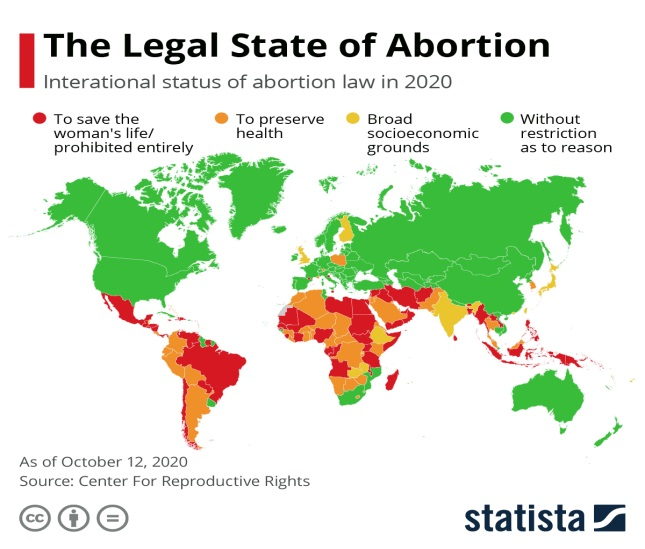 The Legal State of Abortion
Interational status of abortion law in 2020
To save the
woman's life/
prohibited entirely
To preserve
health
Broad
socioeconomic
grounds
Without
restriction
as to reason
As of October 12, 2020
Source: Center For Reproductive Rights
cc
statista